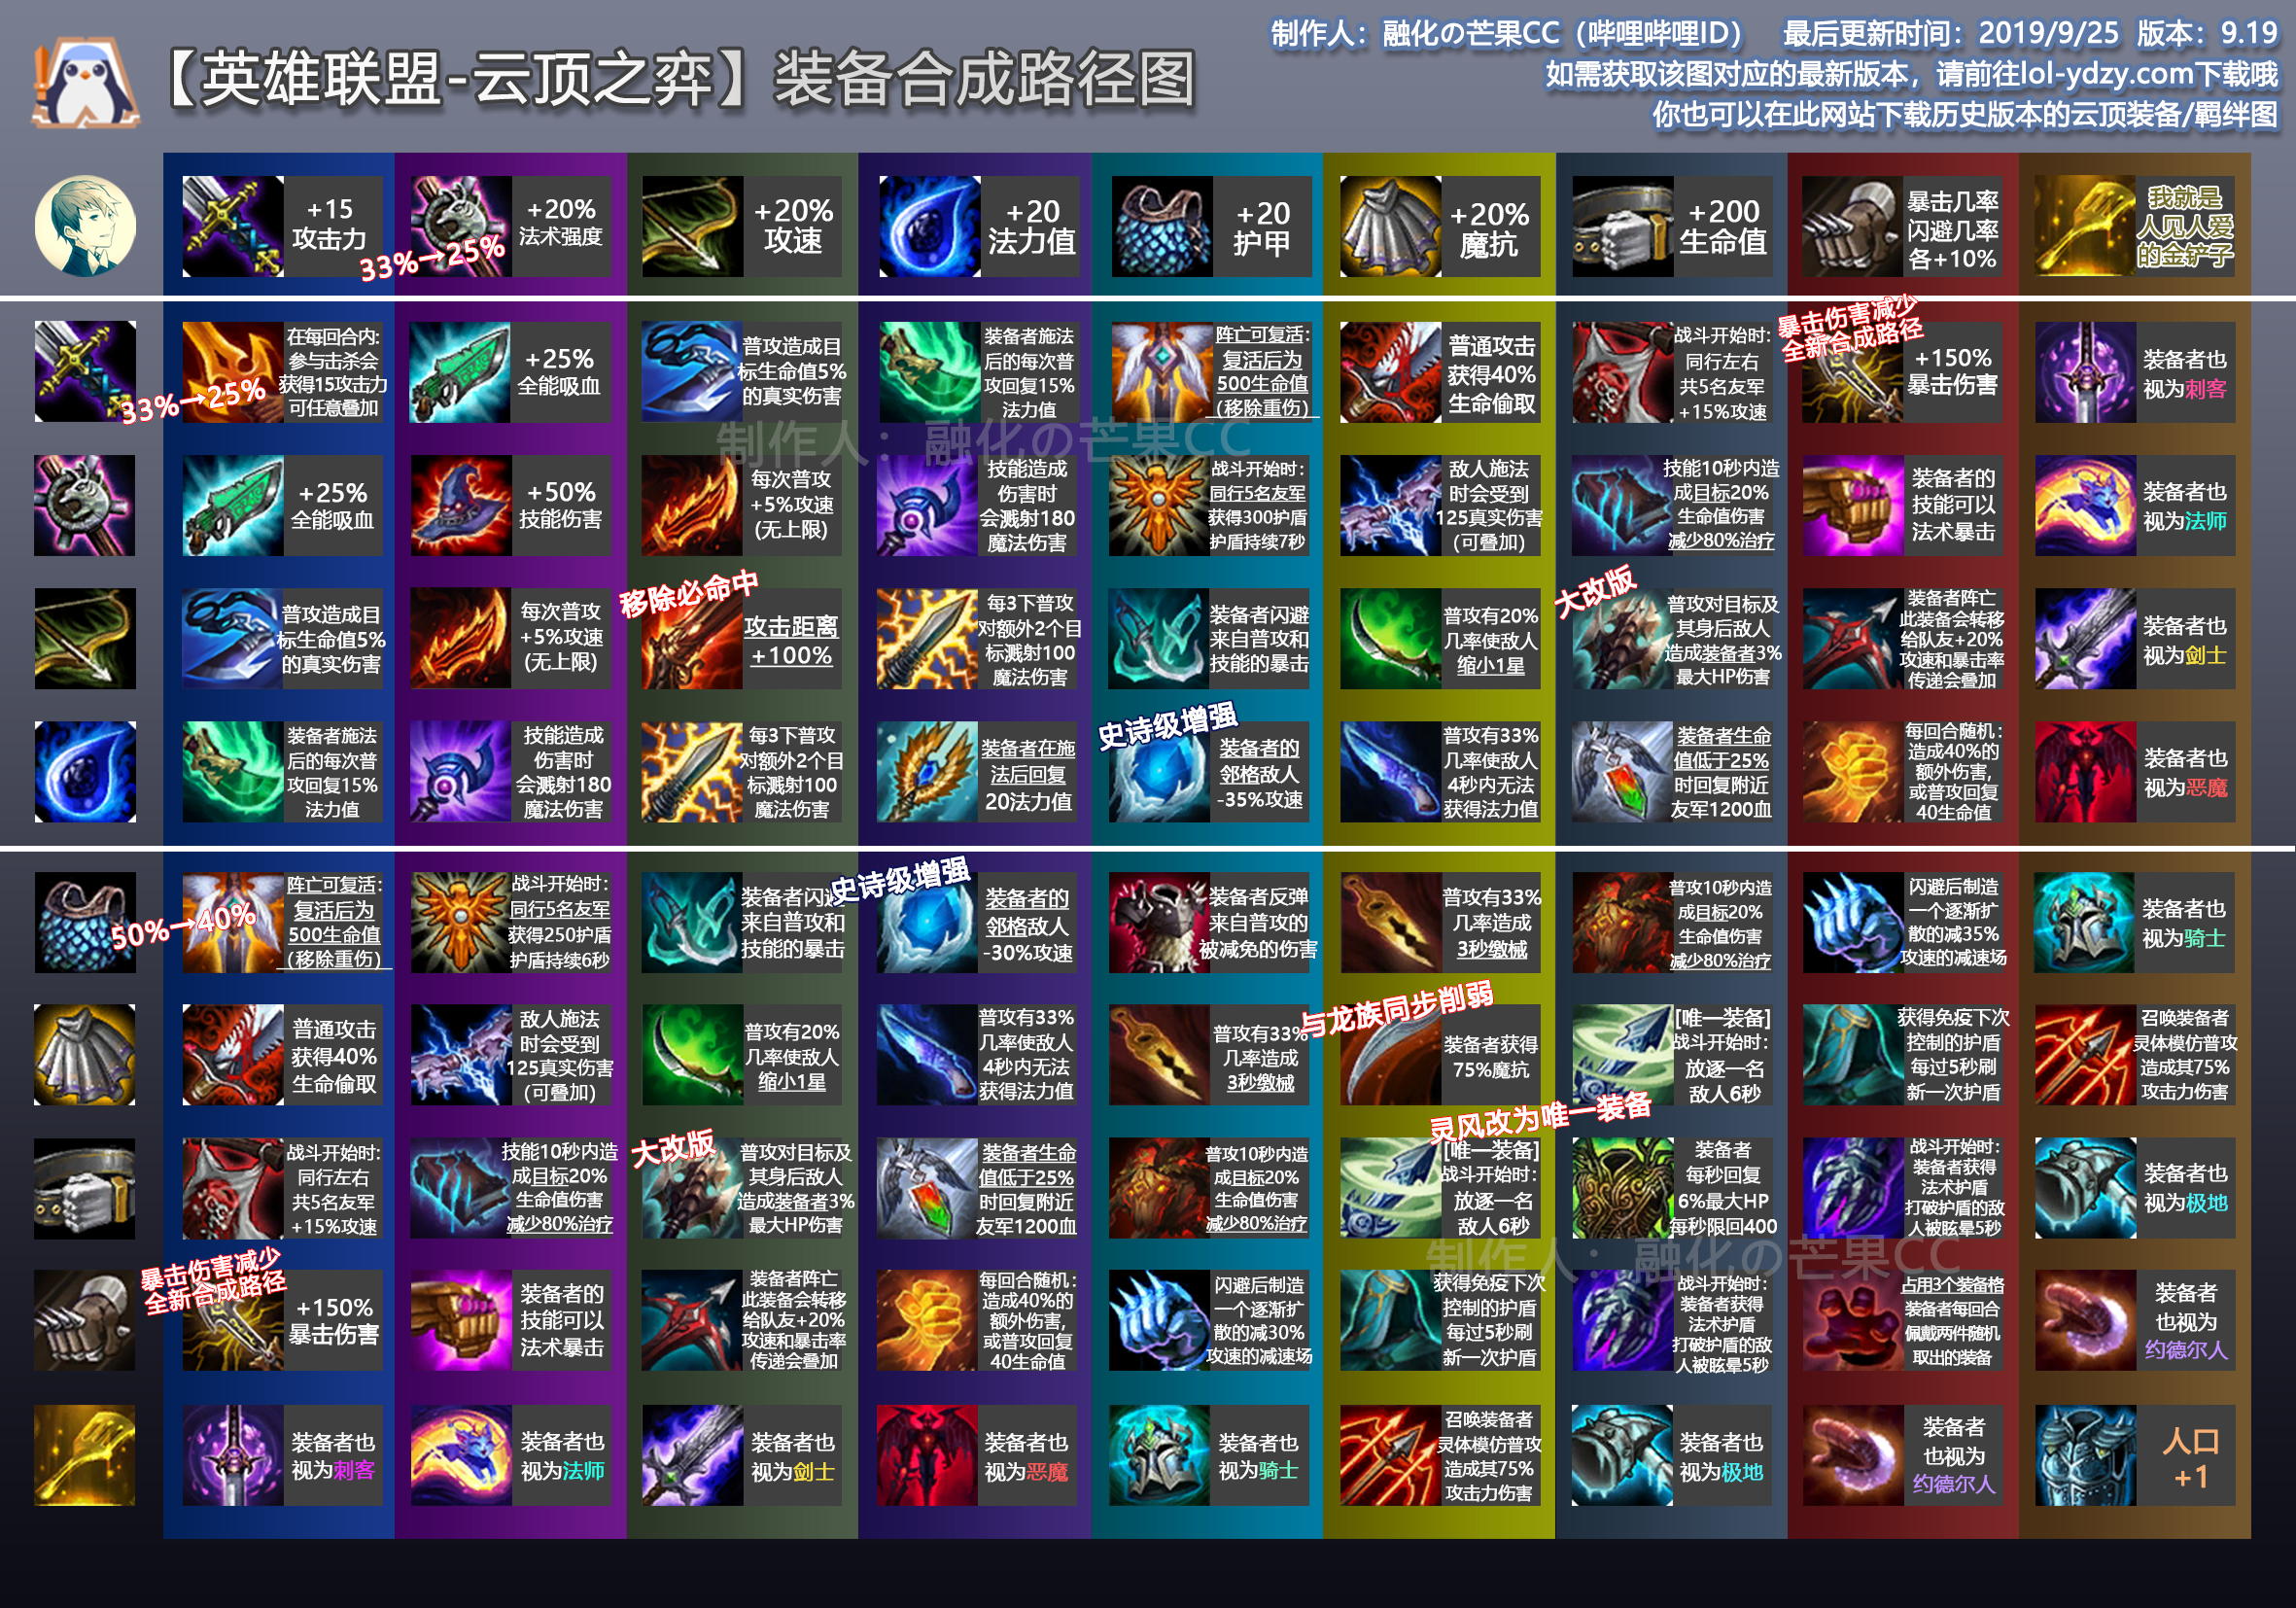 【英雄联盟-云顶之弈】装备合成路径图
制作人：融化の芒果CC（哔哩哔哩ID） 最后更新时间：2019/9/25 版本：9.19
如需获取该图对应的最新版本，请前往lol-ydzy.com下载哦
你也可以在此网站下载历史版本的云顶装备/羁绊图
+15
攻击力
+20%
法术强度
33%→25%
+20%
攻速
+20
法力值
+20
护甲
+20%
魔抗
+200
生命值
暴击几率
闪避几率
各+10%
我就是
人见人爱
的金铲子
33%→25%
在每回合内:
参与击杀会
获得15攻击力
可任意叠加
+25%
全能吸血
普攻造成目
标生命值5%
的真实伤害
装备者施法
后的每次普
攻回复15%
法力值
阵亡可复活：
复活后为
500生命值
（移除重伤）
普通攻击
获得40%
生命偷取
战斗开始时：
同行左右
共5名友军
+15%攻速
暴击伤害减少
全新合成路径
+150%
暴击伤害
装备者也
视为刺客
制作人：融化の芒果CC
+25%
全能吸血
+50%
技能伤害
每次普攻
+5%攻速
(无上限)
技能造成
伤害时
会溅射180
魔法伤害
战斗开始时：
同行5名友军
获得300护盾
护盾持续7秒
敌人施法
时会受到
125真实伤害
(可叠加)
技能10秒内造
成目标20%
生命值伤害
减少80%治疗
装备者的
技能可以
法术暴击
装备者也
视为法师
普攻造成目
标生命值5%
的真实伤害
每次普攻
+5%攻速
(无上限)
移除必命中
攻击距离
+100%
每3下普攻
对额外2个目
标溅射100
魔法伤害
装备者闪避
来自普攻和
技能的暴击
普攻有20%
几率使敌人
缩小1星
大改版
普攻对目标及
其身后敌人
造成装备者3%
最大HP伤害
装备者阵亡
此装备会转移
给队友+20%
攻速和暴击率
传递会叠加
装备者也
视为剑士
装备者施法
后的每次普
攻回复15%
法力值
技能造成
伤害时
会溅射180
魔法伤害
每3下普攻
对额外2个目
标溅射100
魔法伤害
装备者在施
法后回复
20法力值
史诗级增强
装备者的
邻格敌人
-35%攻速
普攻有33%
几率使敌人
4秒内无法
获得法力值
装备者生命
值低于25%
时回复附近
友军1200血
每回合随机：
造成40%的
额外伤害，
或普攻回复
40生命值
装备者也
视为恶魔
50%→40%
阵亡可复活：
复活后为
500生命值
（移除重伤）
战斗开始时：
同行5名友军
获得250护盾
护盾持续6秒
装备者闪避
来自普攻和
技能的暴击
史诗级增强
装备者的
邻格敌人
-30%攻速
装备者反弹
来自普攻的
被减免的伤害
普攻有33%
几率造成
3秒缴械
普攻10秒内造
成目标20%
生命值伤害
减少80%治疗
闪避后制造
一个逐渐扩
散的减35%
攻速的减速场
装备者也
视为骑士
普通攻击
获得40%
生命偷取
敌人施法
时会受到
125真实伤害
(可叠加)
普攻有20%
几率使敌人
缩小1星
普攻有33%
几率使敌人
4秒内无法
获得法力值
普攻有33%
几率造成
3秒缴械
与龙族同步削弱
装备者获得
75%魔抗
[唯一装备]
战斗开始时：
放逐一名
敌人6秒
获得免疫下次
控制的护盾
每过5秒刷
新一次护盾
召唤装备者
灵体模仿普攻
造成其75%
攻击力伤害
战斗开始时：
同行左右
共5名友军
+15%攻速
技能10秒内造
成目标20%
生命值伤害
减少80%治疗
大改版
普攻对目标及
其身后敌人
造成装备者3%
最大HP伤害
装备者生命
值低于25%
时回复附近
友军1200血
普攻10秒内造
成目标20%
生命值伤害
减少80%治疗
灵风改为唯一装备
[唯一装备]
战斗开始时：
放逐一名
敌人6秒
装备者
每秒回复
6%最大HP
每秒限回400
战斗开始时：
装备者获得
法术护盾
打破护盾的敌
人被眩晕5秒
装备者也
视为极地
制作人：融化の芒果CC
暴击伤害减少
全新合成路径
+150%
暴击伤害
装备者的
技能可以
法术暴击
装备者阵亡
此装备会转移
给队友+20%
攻速和暴击率
传递会叠加
每回合随机：
造成40%的
额外伤害，
或普攻回复
40生命值
闪避后制造
一个逐渐扩
散的减30%
攻速的减速场
获得免疫下次
控制的护盾
每过5秒刷
新一次护盾
战斗开始时：
装备者获得
法术护盾
打破护盾的敌
人被眩晕5秒
占用3个装备格
装备者每回合
佩戴两件随机
取出的装备
装备者
也视为
约德尔人
装备者也
视为刺客
装备者也
视为法师
装备者也
视为剑士
装备者也
视为恶魔
装备者也
视为骑士
召唤装备者
灵体模仿普攻
造成其75%
攻击力伤害
装备者也
视为极地
装备者
也视为
约德尔人
人口
+1